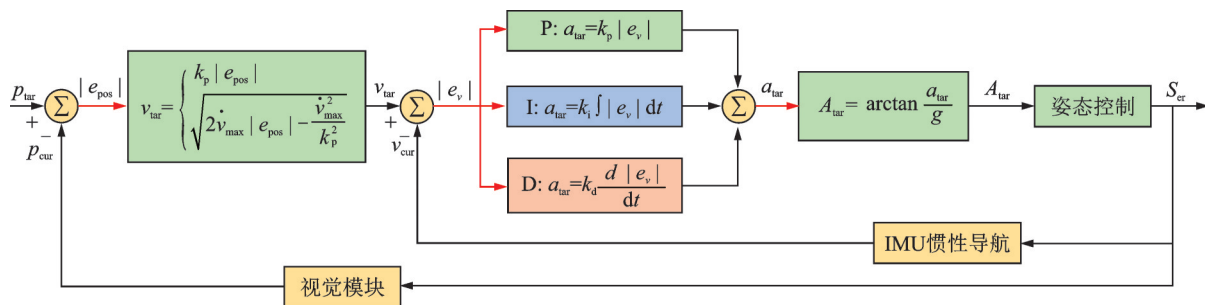 p_tar
+
−
p_cur
Σ
| e_pos |
v_tar = { k_p | e_pos |
√(2v̇_max | e_pos | − v̇²_max / k²_p)
v_tar
+
−
v_cur
Σ
| e_v |
P: a_tar=k_p | e_v |
I: a_tar=k_i ∫ | e_v | dt
D: a_tar=k_d d | e_v | / dt
Σ
a_tar
A_tar = arctan a_tar / g
A_tar
姿态控制
S_er
IMU惯性导航
视觉模块